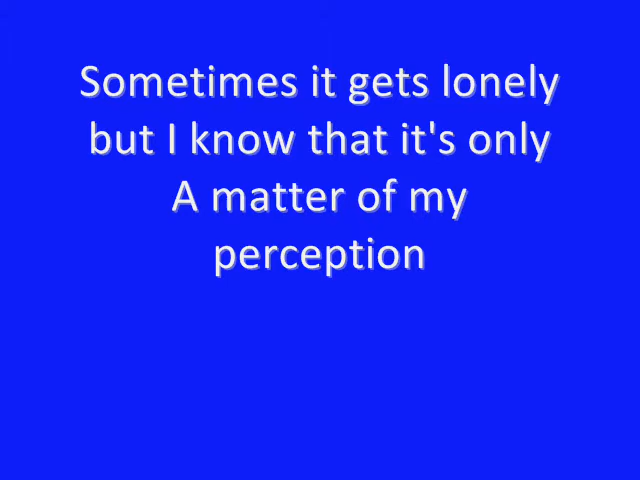 Sometimes it gets lonely
but I know that it's only
A matter of my
perception